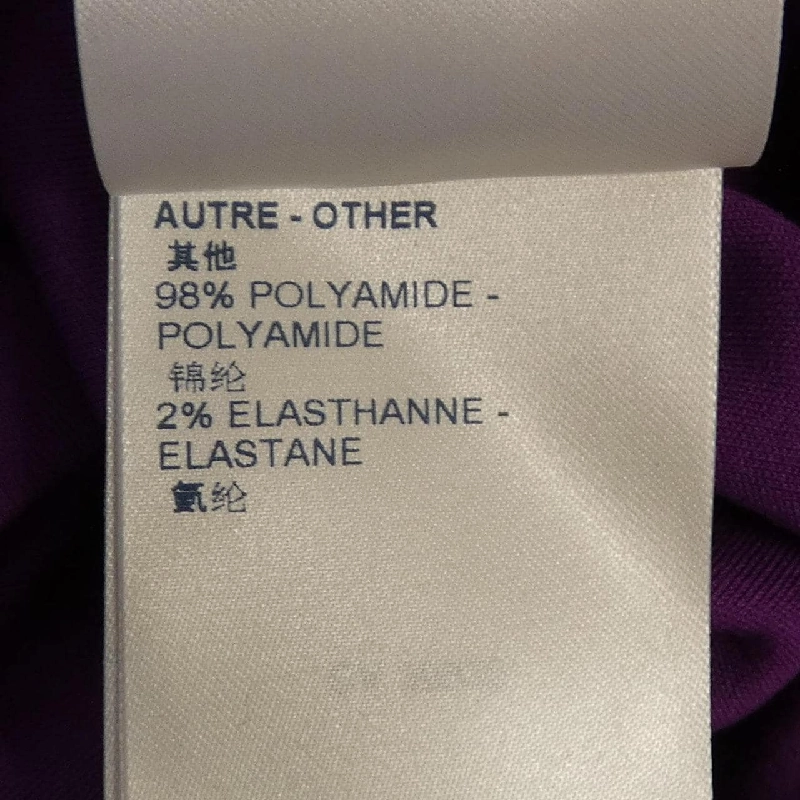 AUTRE - OTHER
其他
98% POLYAMIDE -
POLYAMIDE
锦纶
2% ELASTHANNE -
ELASTANE
氨纶